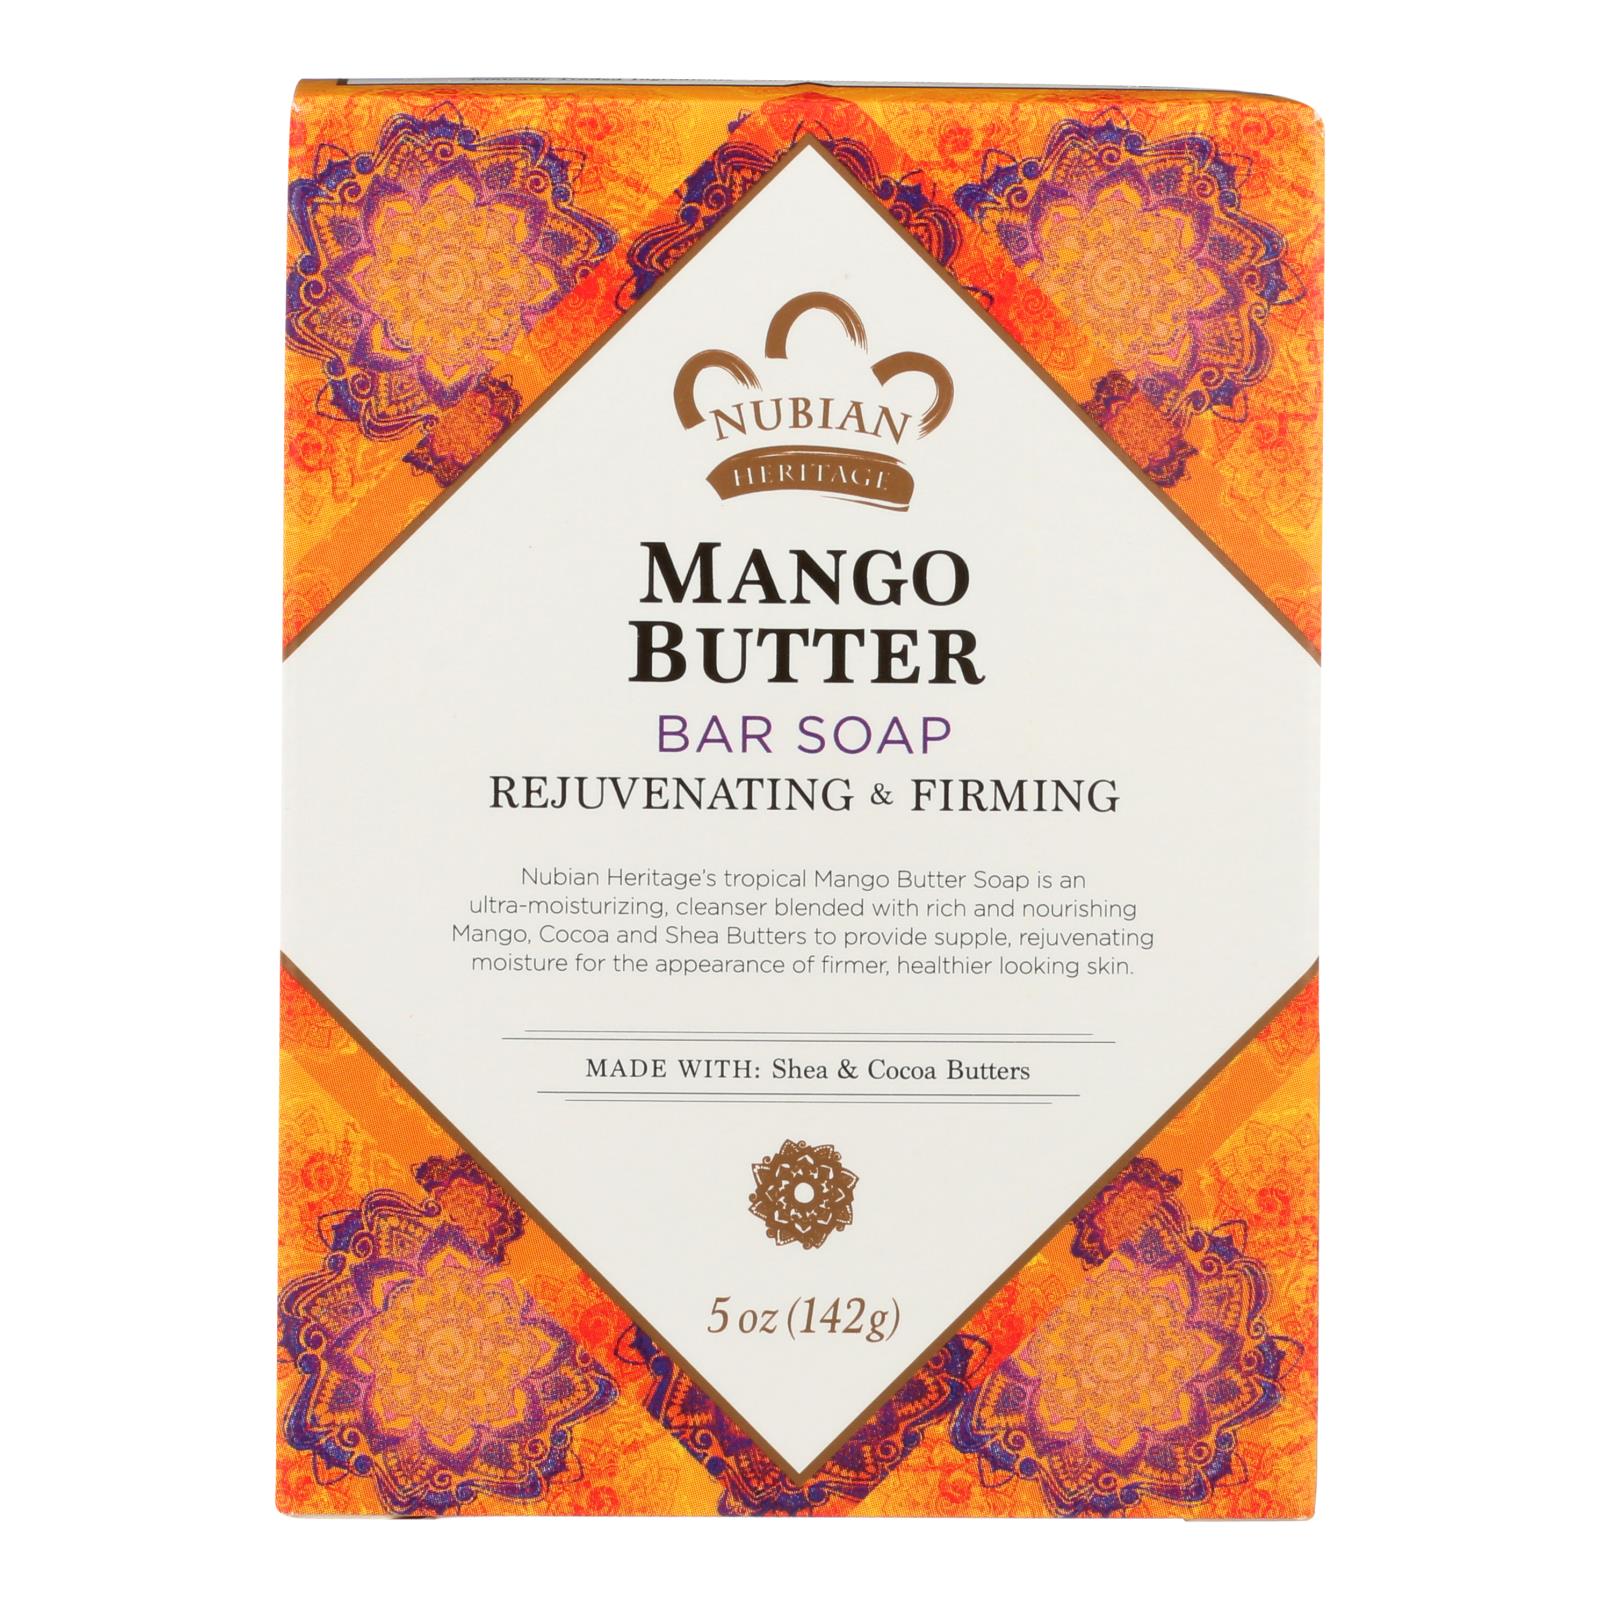 NUBIAN
HERITAGE
MANGO
BUTTER
BAR SOAP
REJUVENATING & FIRMING
Nubian Heritage's tropical Mango Butter Soap is an
ultra-moisturizing, cleanser blended with rich and nourishing
Mango, Cocoa and Shea Butters to provide supple, rejuvenating
moisture for the appearance of firmer, healthier looking skin.
MADE WITH: Shea & Cocoa Butters
5 oz (142g)